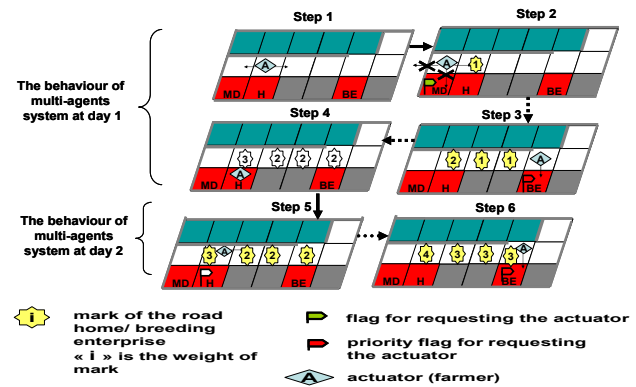 Step 1
Step 2
A
MD H BE
A 1
MD H BE
The behaviour of
multi-agents
system at day 1
Step 4
Step 3
3 2 2 2
A
MD H BE
2 1 1 A
MD H BE
The behaviour of
multi-agents
system at day 2
Step 5
Step 6
3 A 2 2 2
MD H BE
4 3 3 3 A
MD H BE
i
mark of the road
home/ breeding
enterprise
« i » is the weight of
mark
flag for requesting the actuator
priority flag for requesting
the actuator
A
actuator (farmer)